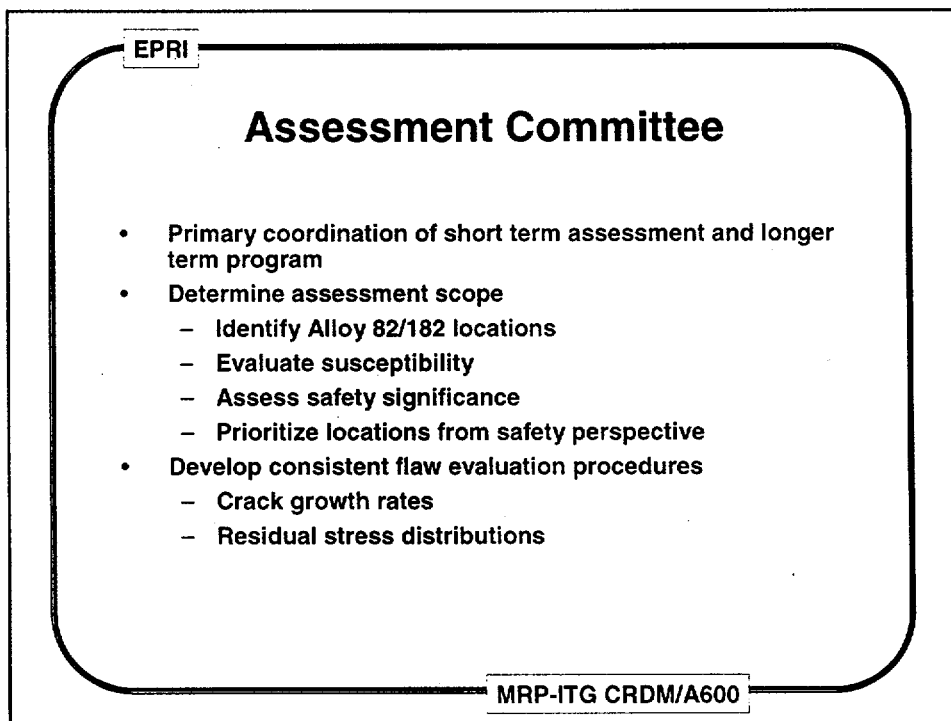 EPRI
Assessment Committee
• Primary coordination of short term assessment and longer
term program
• Determine assessment scope
– Identify Alloy 82/182 locations
– Evaluate susceptibility
– Assess safety significance
– Prioritize locations from safety perspective
• Develop consistent flaw evaluation procedures
– Crack growth rates
– Residual stress distributions
MRP-ITG CRDM/A600